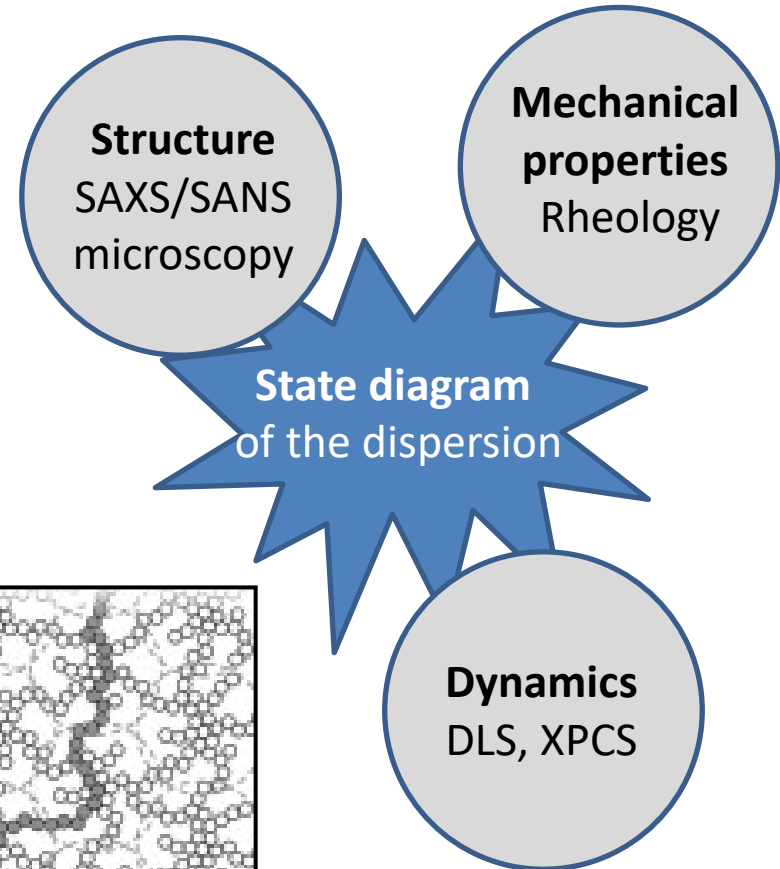 Structure
SAXS/SANS
microscopy
Mechanical
properties
Rheology
State diagram
of the dispersion
Dynamics
DLS, XPCS